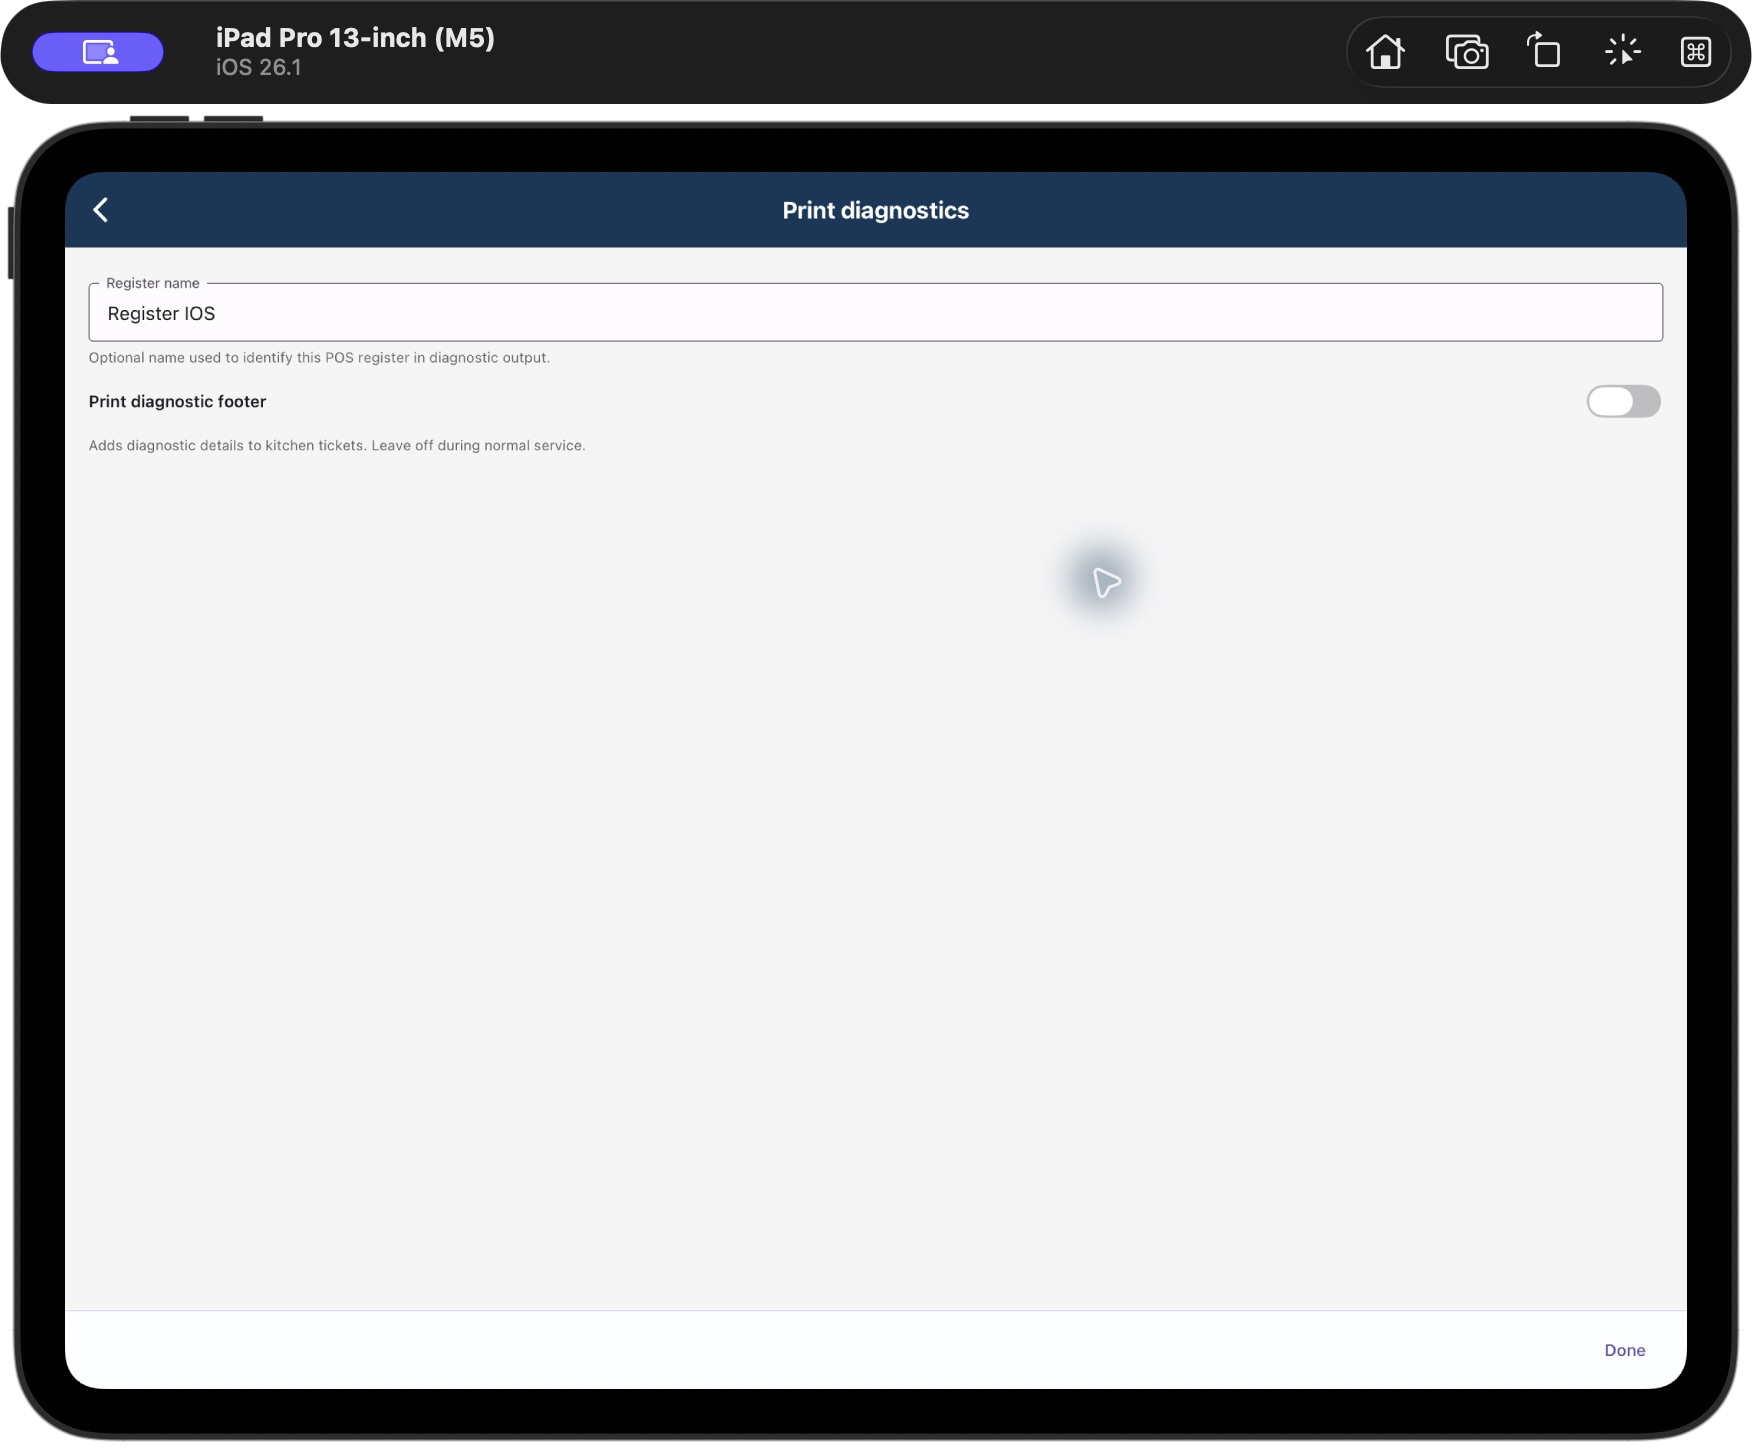 iPad Pro 13-inch (M5)
iOS 26.1
Print diagnostics
Register name
Register IOS
Optional name used to identify this POS register in diagnostic output.
Print diagnostic footer
Adds diagnostic details to kitchen tickets. Leave off during normal service.
Done